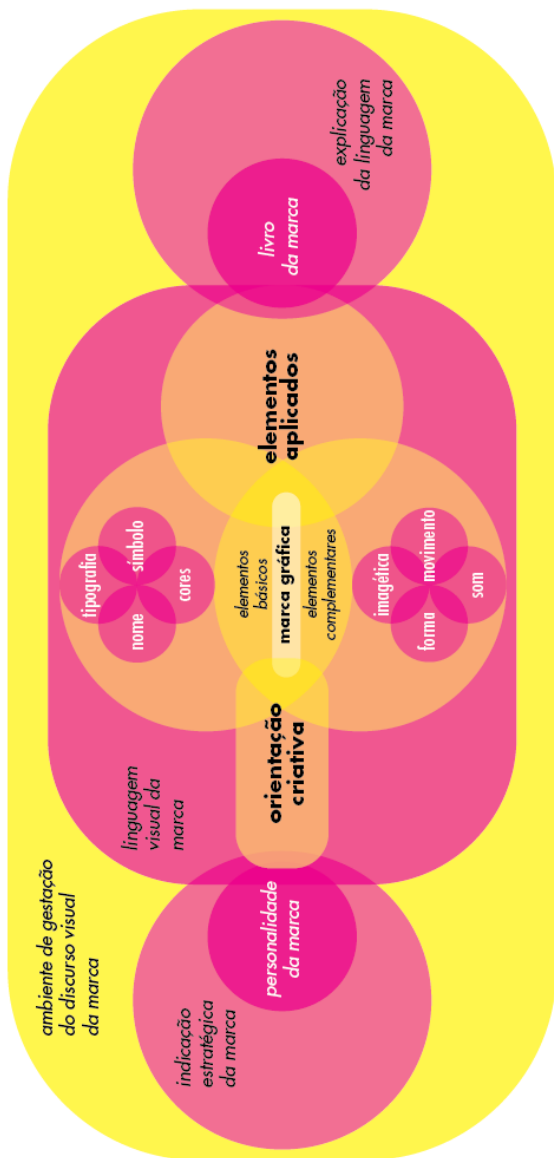 ambiente de gestação
do discurso visual
da marca
indicação
estratégica
da marca
personalidade
da marca
linguagem
visual da
marca
orientação
criativa
tipografia
nome
símbolo
cores
elementos
básicos
marca gráfica
elementos
complementares
imagética
forma
movimento
som
elementos
aplicados
livro
da marca
explicação
da linguagem
da marca